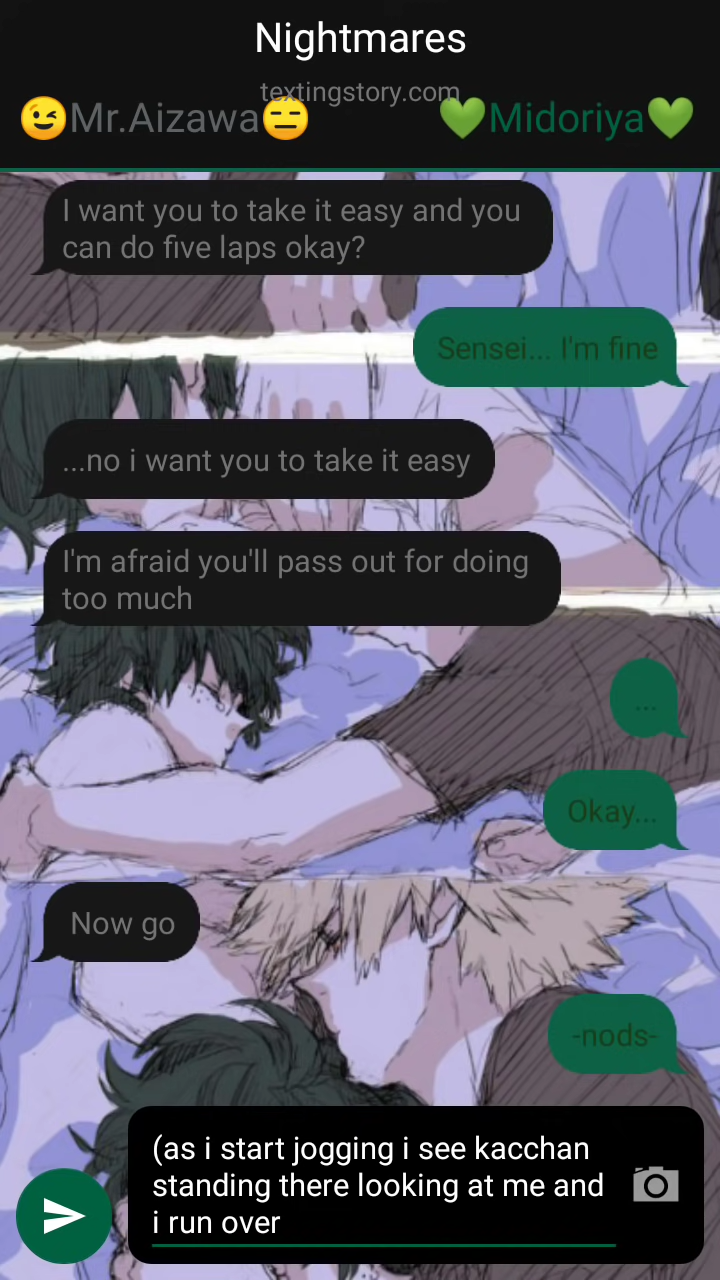 Nightmares
textingstory.com
😉Mr.Aizawa😑 💚Midoriya💚
I want you to take it easy and you
can do five laps okay?
Sensei... I'm fine
...no i want you to take it easy
I'm afraid you'll pass out for doing
too much
...
Okay...
Now go
-nods-
(as i start jogging i see kacchan
standing there looking at me and
i run over